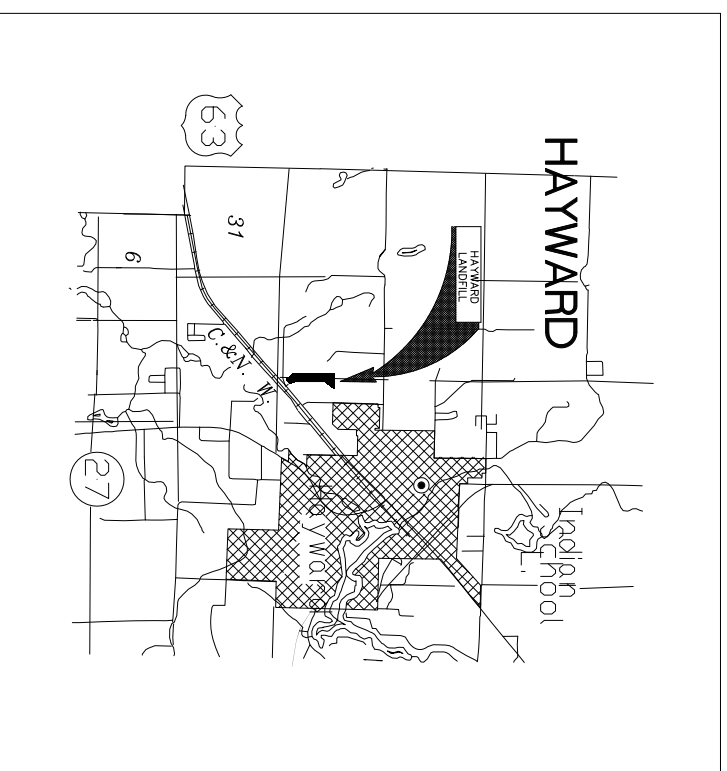 HAYWARD
HAYWARD
LANDFILL
63
31
6
C.&N. W.
Hayward
Indian
School
27